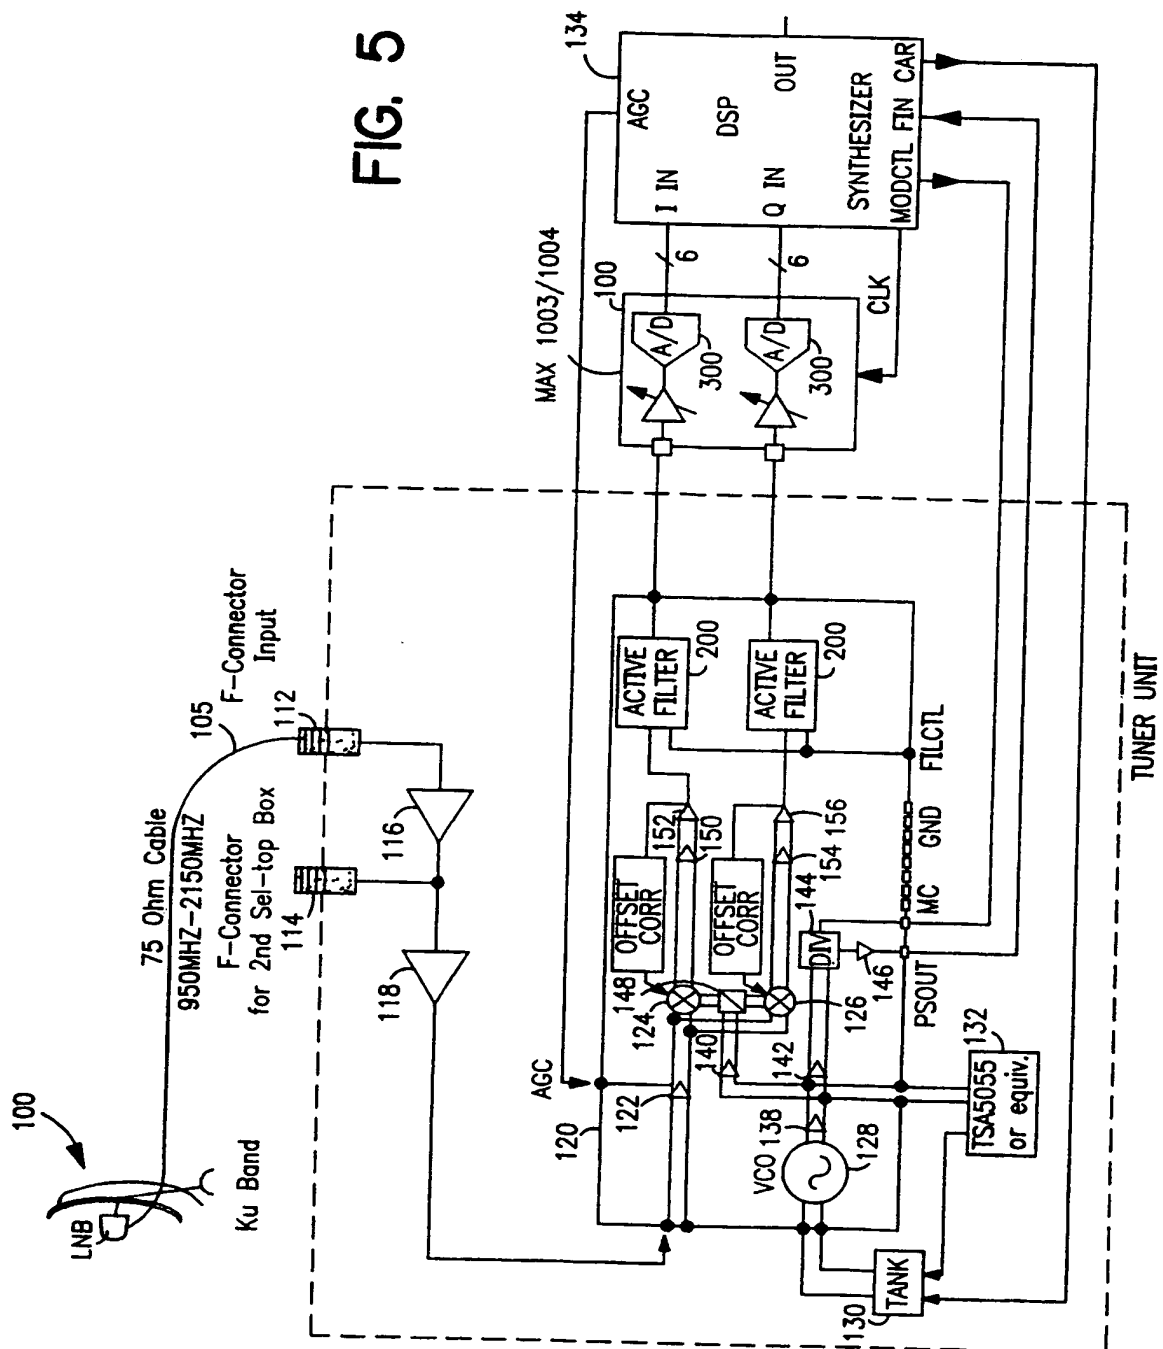 FIG. 5
100
LNB
Ku Band
75 Ohm Cable
950MHZ-2150MHZ
105
F-Connector
Input
112
F-Connector
for 2nd Sel-top Box
114
116
118
TUNER UNIT
AGC
120
122
124
148
OFFSET
CORR
152
150
ACTIVE
FILTER
200
140
126
OFFSET
CORR
154
156
ACTIVE
FILTER
200
VCO
138
128
142
DIV
144
146
PSOUT
MC
GND
FILCTL
TANK
130
TSA5055
or equiv.
132
MAX 1003/1004
100
A/D
300
A/D
300
6
6
CLK
134
AGC
I IN
DSP
Q IN
OUT
SYNTHESIZER
MODCTL FIN CAR